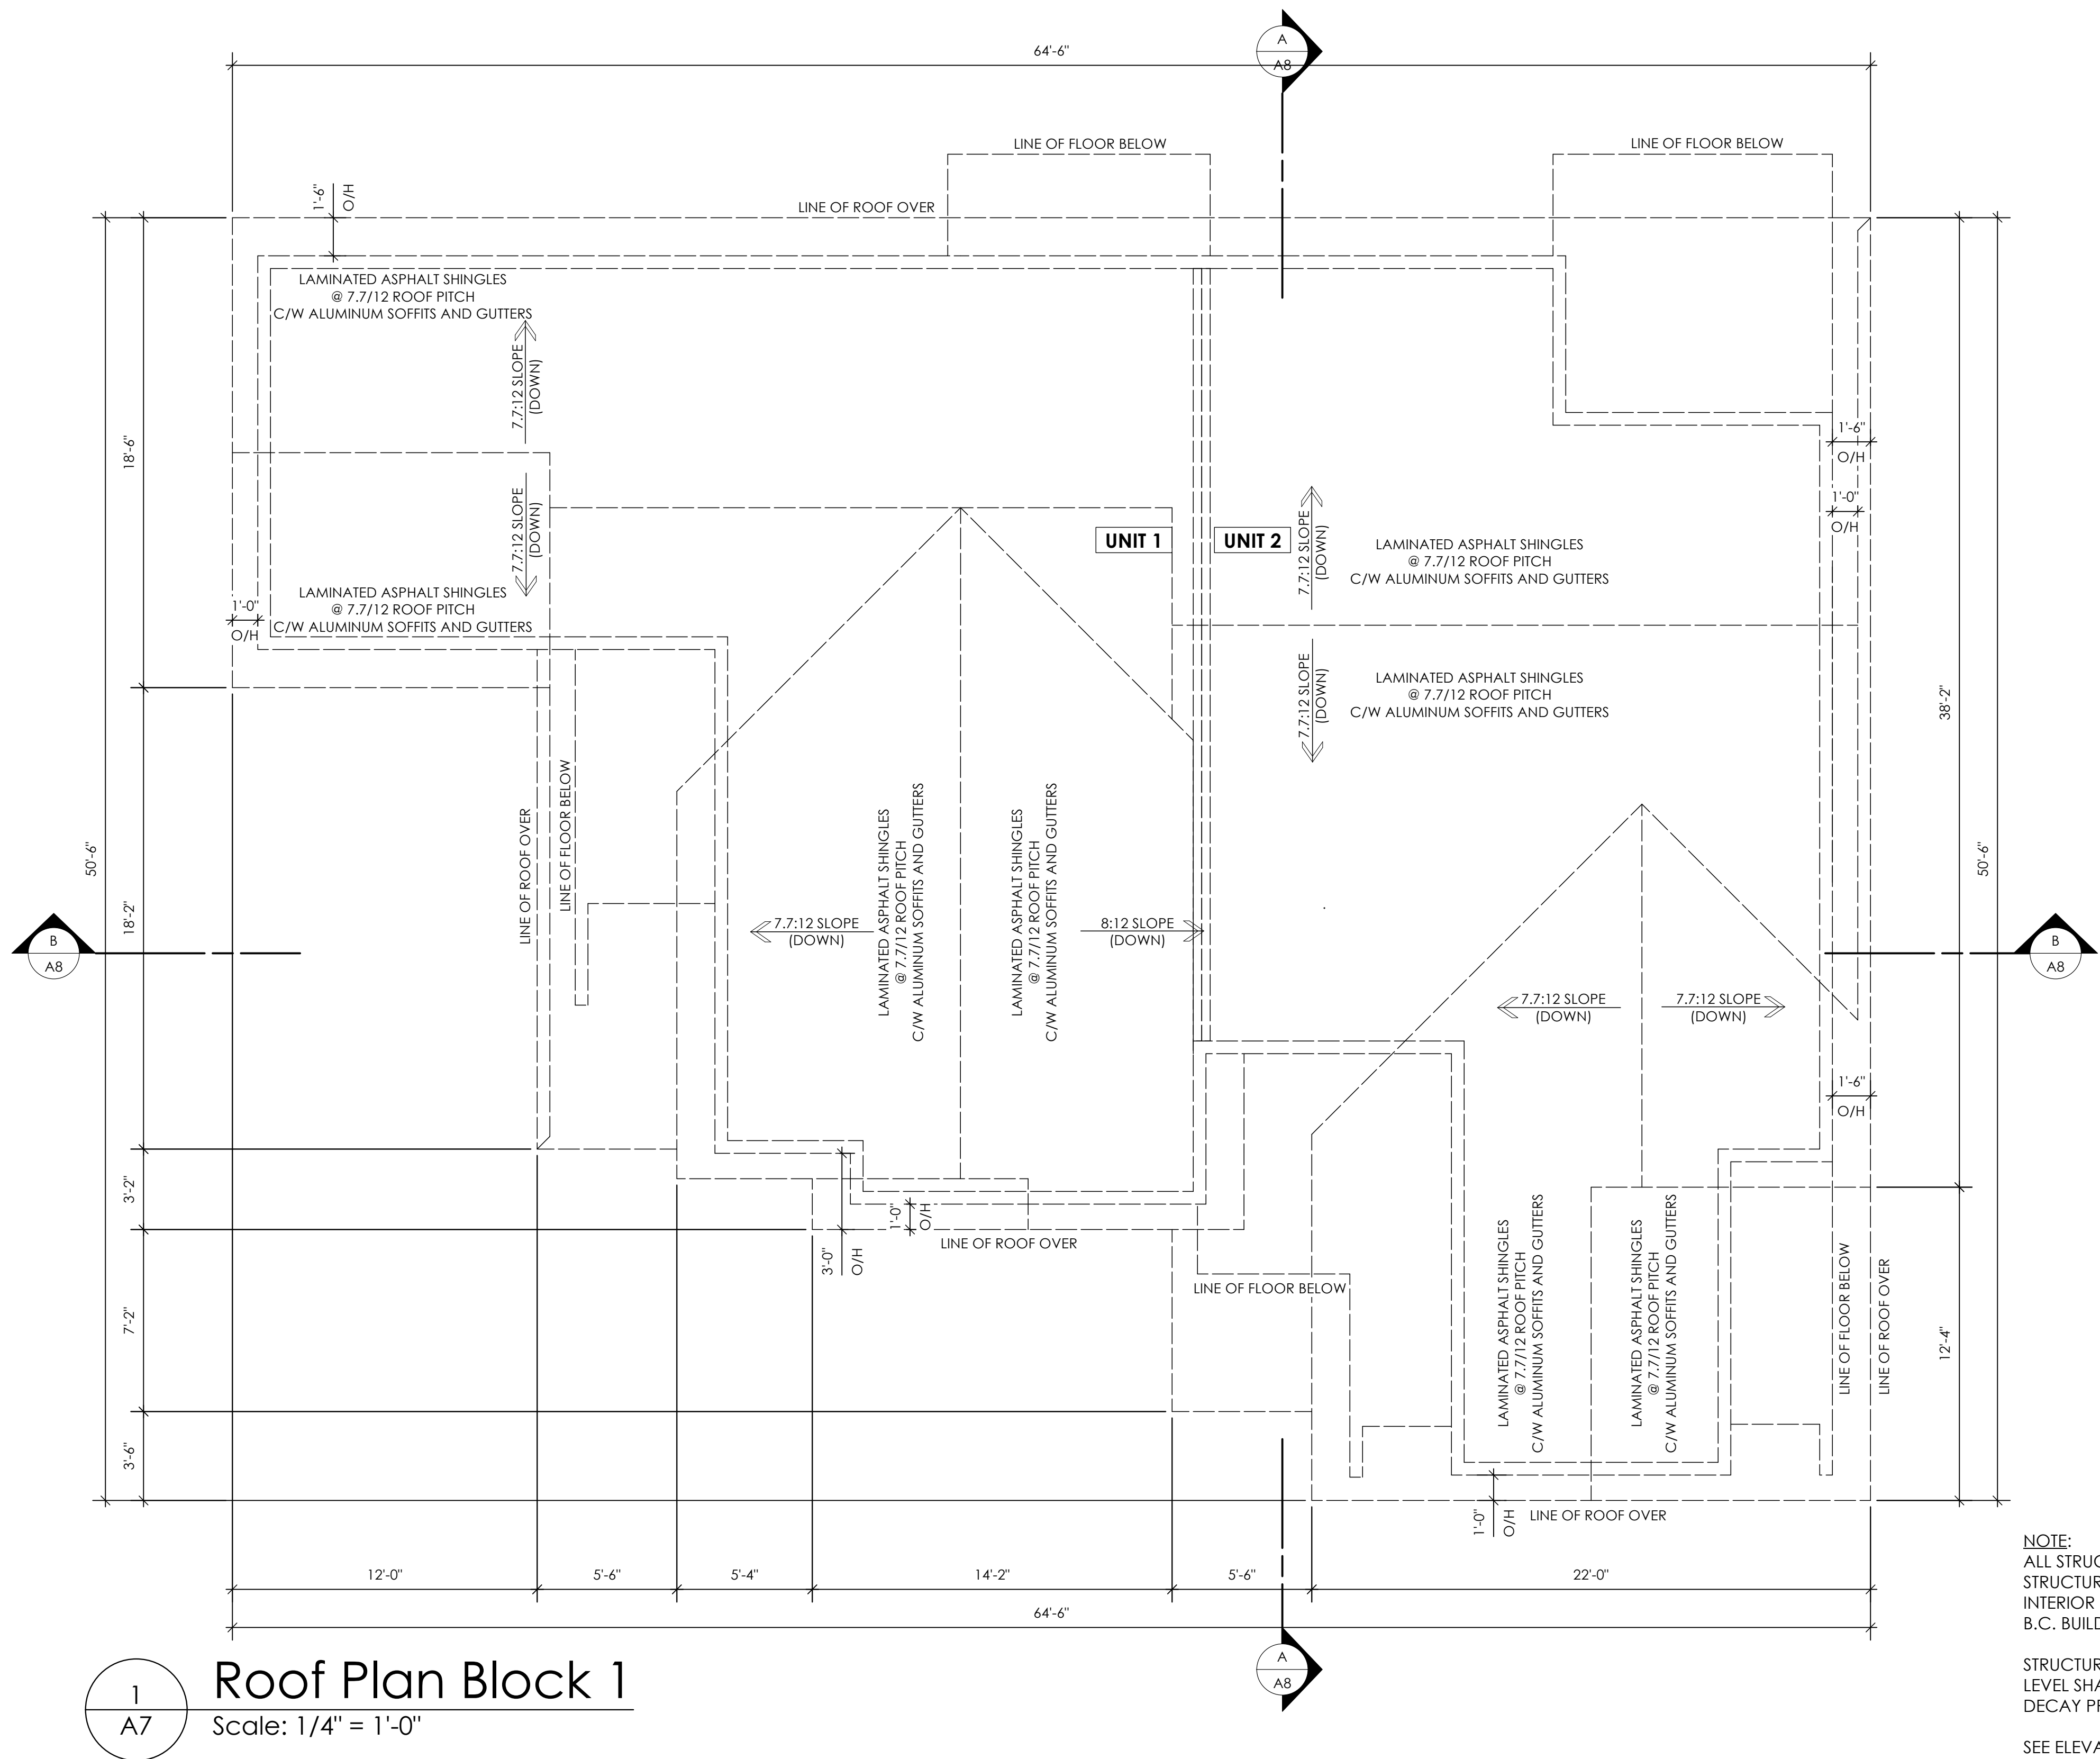 64'-6"
A
A8
LINE OF FLOOR BELOW
LINE OF FLOOR BELOW
1'-6"
O/H
LINE OF ROOF OVER
LAMINATED ASPHALT SHINGLES
@ 7.7/12 ROOF PITCH
C/W ALUMINUM SOFFITS AND GUTTERS
7.7:12 SLOPE
(DOWN)
18'-6"
7.7:12 SLOPE
(DOWN)
LAMINATED ASPHALT SHINGLES
@ 7.7/12 ROOF PITCH
C/W ALUMINUM SOFFITS AND GUTTERS
1'-0"
O/H
UNIT 1
UNIT 2
7.7:12 SLOPE
(DOWN)
LAMINATED ASPHALT SHINGLES
@ 7.7/12 ROOF PITCH
C/W ALUMINUM SOFFITS AND GUTTERS
1'-6"
O/H
1'-0"
O/H
7.7:12 SLOPE
(DOWN)
LAMINATED ASPHALT SHINGLES
@ 7.7/12 ROOF PITCH
C/W ALUMINUM SOFFITS AND GUTTERS
38'-2"
50'-6"
50'-6"
18'-2"
LINE OF ROOF OVER
LINE OF FLOOR BELOW
LAMINATED ASPHALT SHINGLES
@ 7.7/12 ROOF PITCH
C/W ALUMINUM SOFFITS AND GUTTERS
LAMINATED ASPHALT SHINGLES
@ 7.7/12 ROOF PITCH
C/W ALUMINUM SOFFITS AND GUTTERS
7.7:12 SLOPE
(DOWN)
8:12 SLOPE
(DOWN)
B
A8
B
A8
7.7:12 SLOPE
(DOWN)
7.7:12 SLOPE
(DOWN)
1'-6"
O/H
3'-2"
3'-0"
O/H
1'-0"
O/H
LINE OF ROOF OVER
LINE OF FLOOR BELOW
LAMINATED ASPHALT SHINGLES
@ 7.7/12 ROOF PITCH
C/W ALUMINUM SOFFITS AND GUTTERS
LAMINATED ASPHALT SHINGLES
@ 7.7/12 ROOF PITCH
C/W ALUMINUM SOFFITS AND GUTTERS
LINE OF FLOOR BELOW
LINE OF ROOF OVER
7'-2"
12'-4"
3'-6"
1'-0"
O/H
LINE OF ROOF OVER
12'-0"
5'-6"
5'-4"
14'-2"
5'-6"
22'-0"
64'-6"
A
A8
1
A7
Roof Plan Block 1
Scale: 1/4" = 1'-0"
NOTE:
ALL
INTERIOR
B.C.
LEVEL
DECAY
SEE